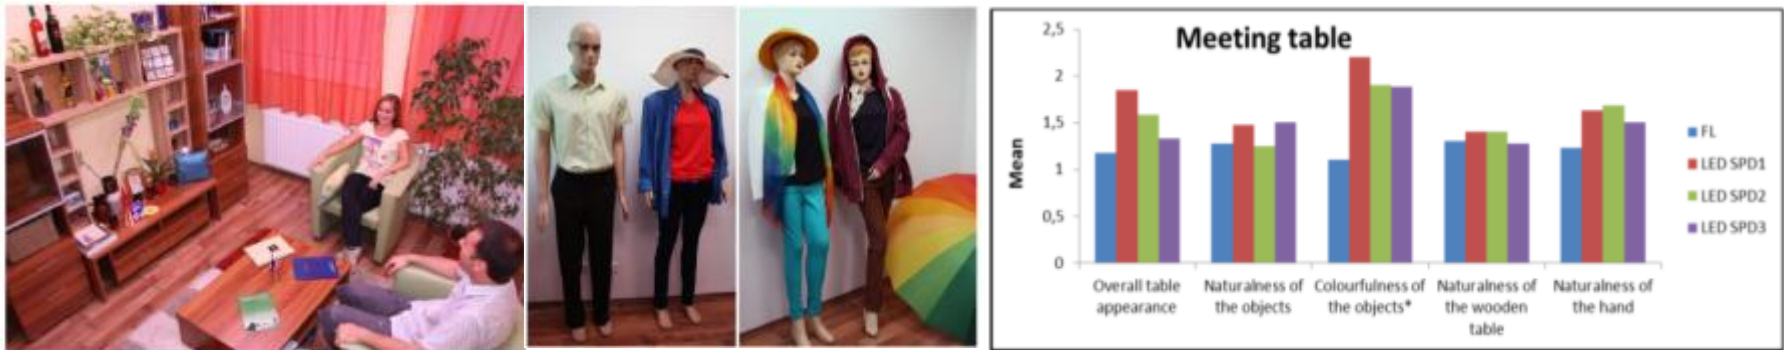 Meeting table
2,5
2
1,5
1
0,5
0
Mean
Overall table
appearance
Naturalness of
the objects
Colourfulness of
the objects*
Naturalness of
the wooden
table
Naturalness of
the hand
FL
LED SPD1
LED SPD2
LED SPD3